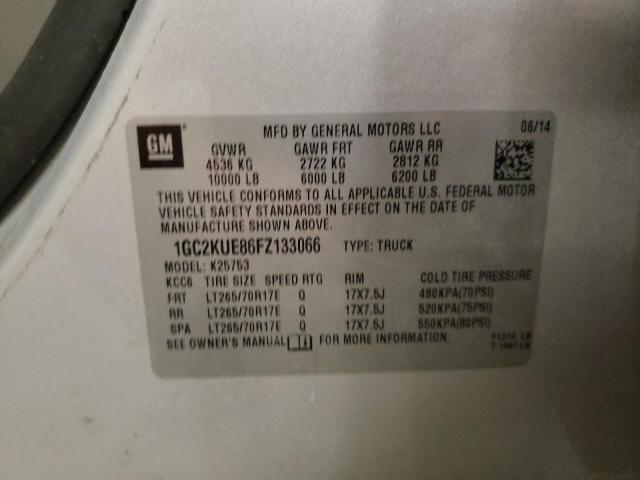 GM MFD BY GENERAL MOTORS LLC 06/14
GVWR GAWR FRT GAWR RR
4536 KG 2722 KG 2812 KG
10000 LB 6000 LB 6200 LB
THIS VEHICLE CONFORMS TO ALL APPLICABLE U.S. FEDERAL MOTOR
VEHICLE SAFETY STANDARDS IN EFFECT ON THE DATE OF
MANUFACTURE SHOWN ABOVE.
1GC2KUE86FZ133066 TYPE: TRUCK
MODEL: K25753
KCC6 TIRE SIZE SPEED RTG RIM COLD TIRE PRESSURE
FRT LT265/70R17E Q 17X7.5J 480KPA(70PSI)
RR LT265/70R17E Q 17X7.5J 520KPA(75PSI)
SPA LT265/70R17E Q 17X7.5J 550KPA(80PSI)
SEE OWNER'S MANUAL FOR MORE INFORMATION.